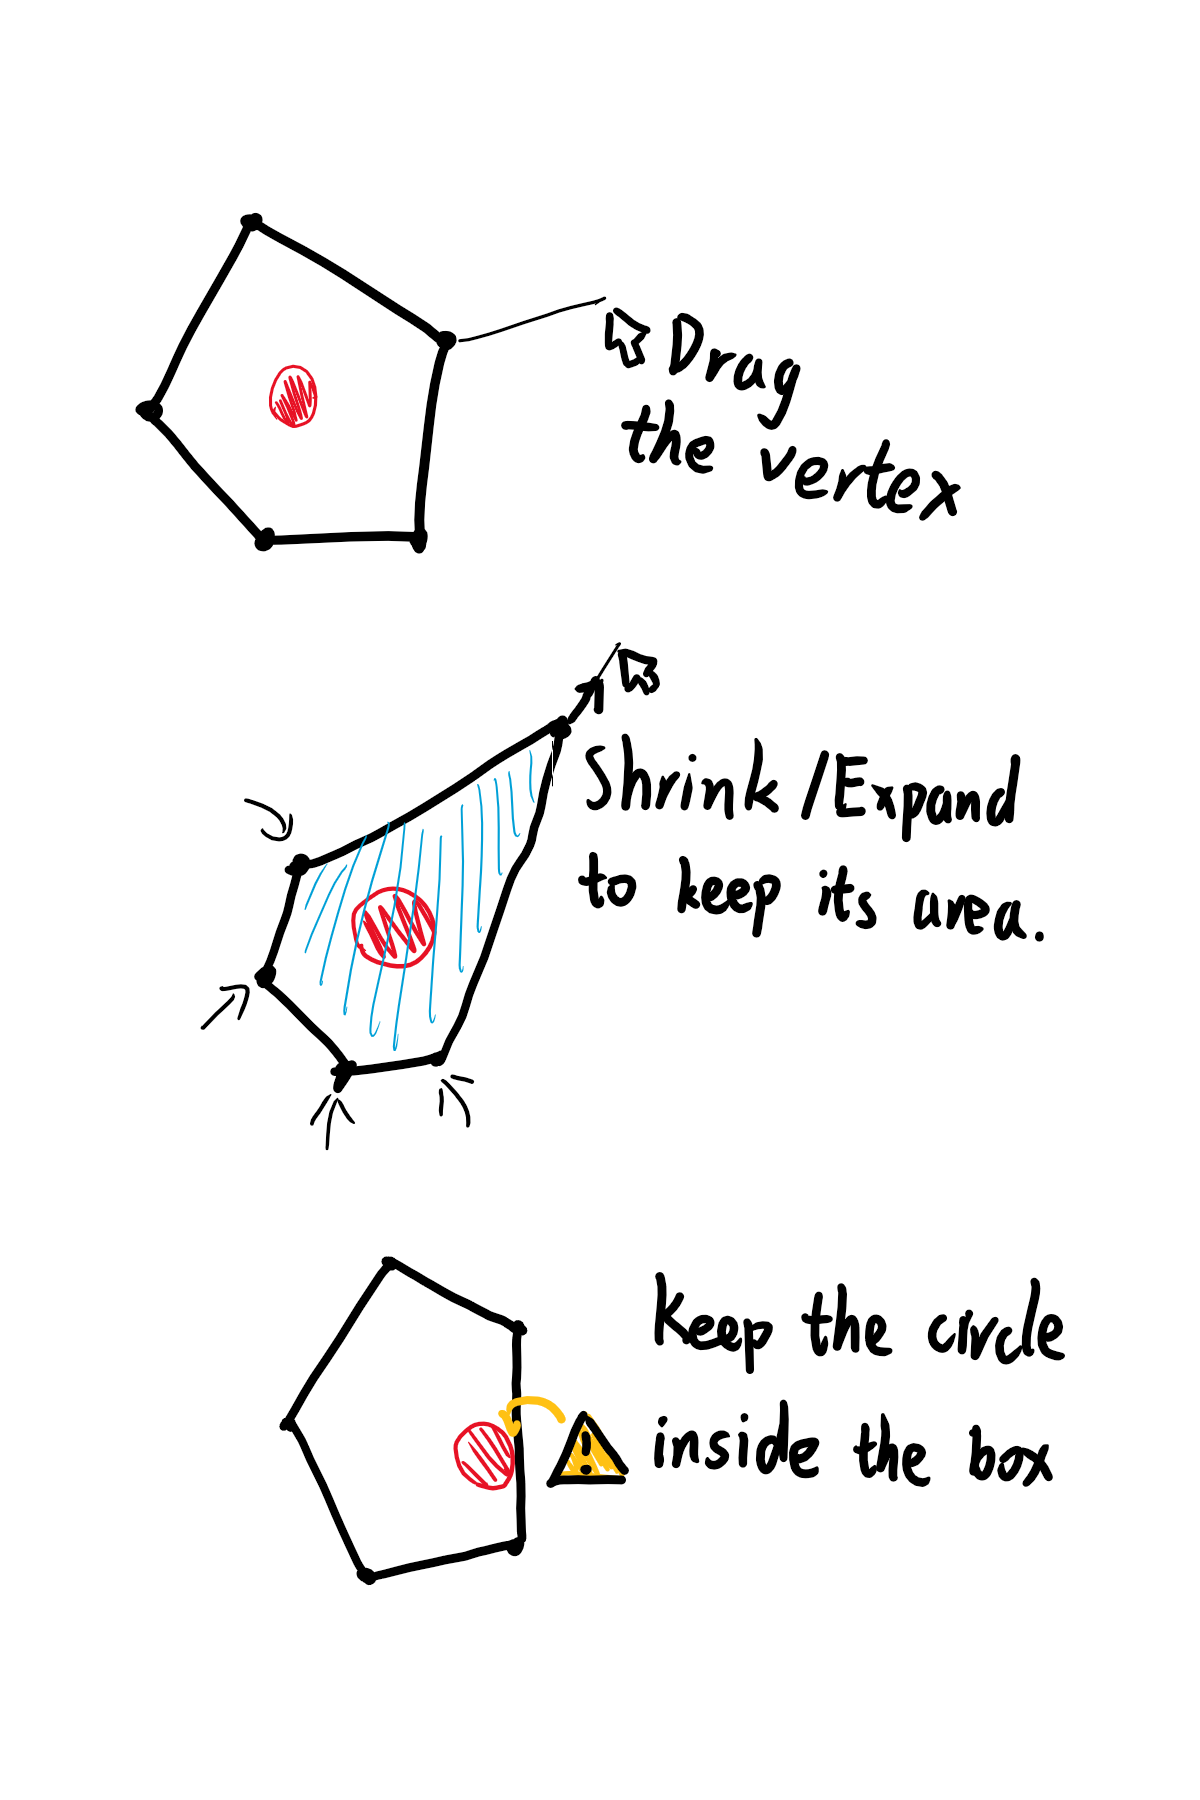 Drag
the vertex
Shrink/Expand
to keep its area.
Keep the circle
!
inside the box